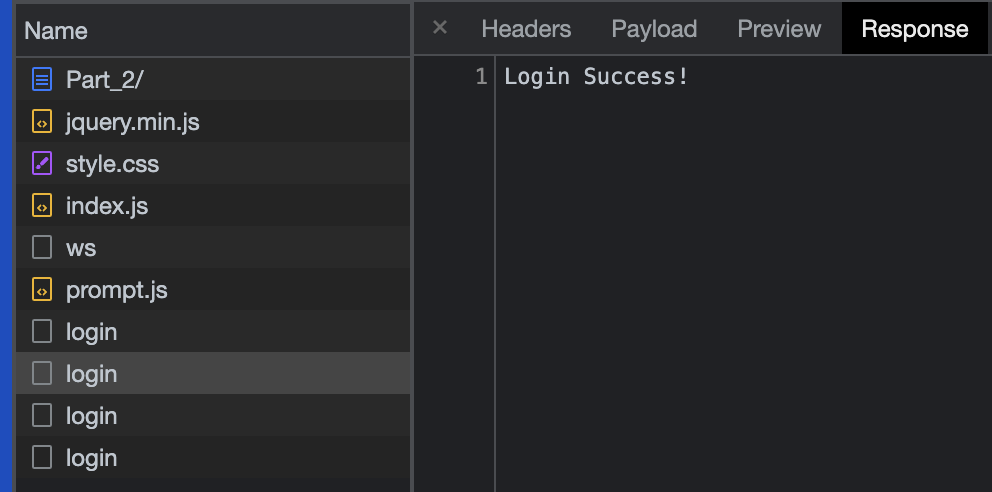 Name
Part_2/
jquery.min.js
style.css
index.js
ws
prompt.js
login
login
login
login
× Headers Payload Preview Response
1 Login Success!